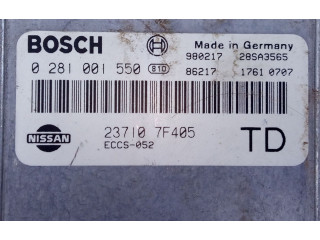 BOSCH Made in Germany
980217 28SA3565
0 281 001 550 81D 86217 1761 0707
NISSAN 23710 7F405 TD
ECCS-052